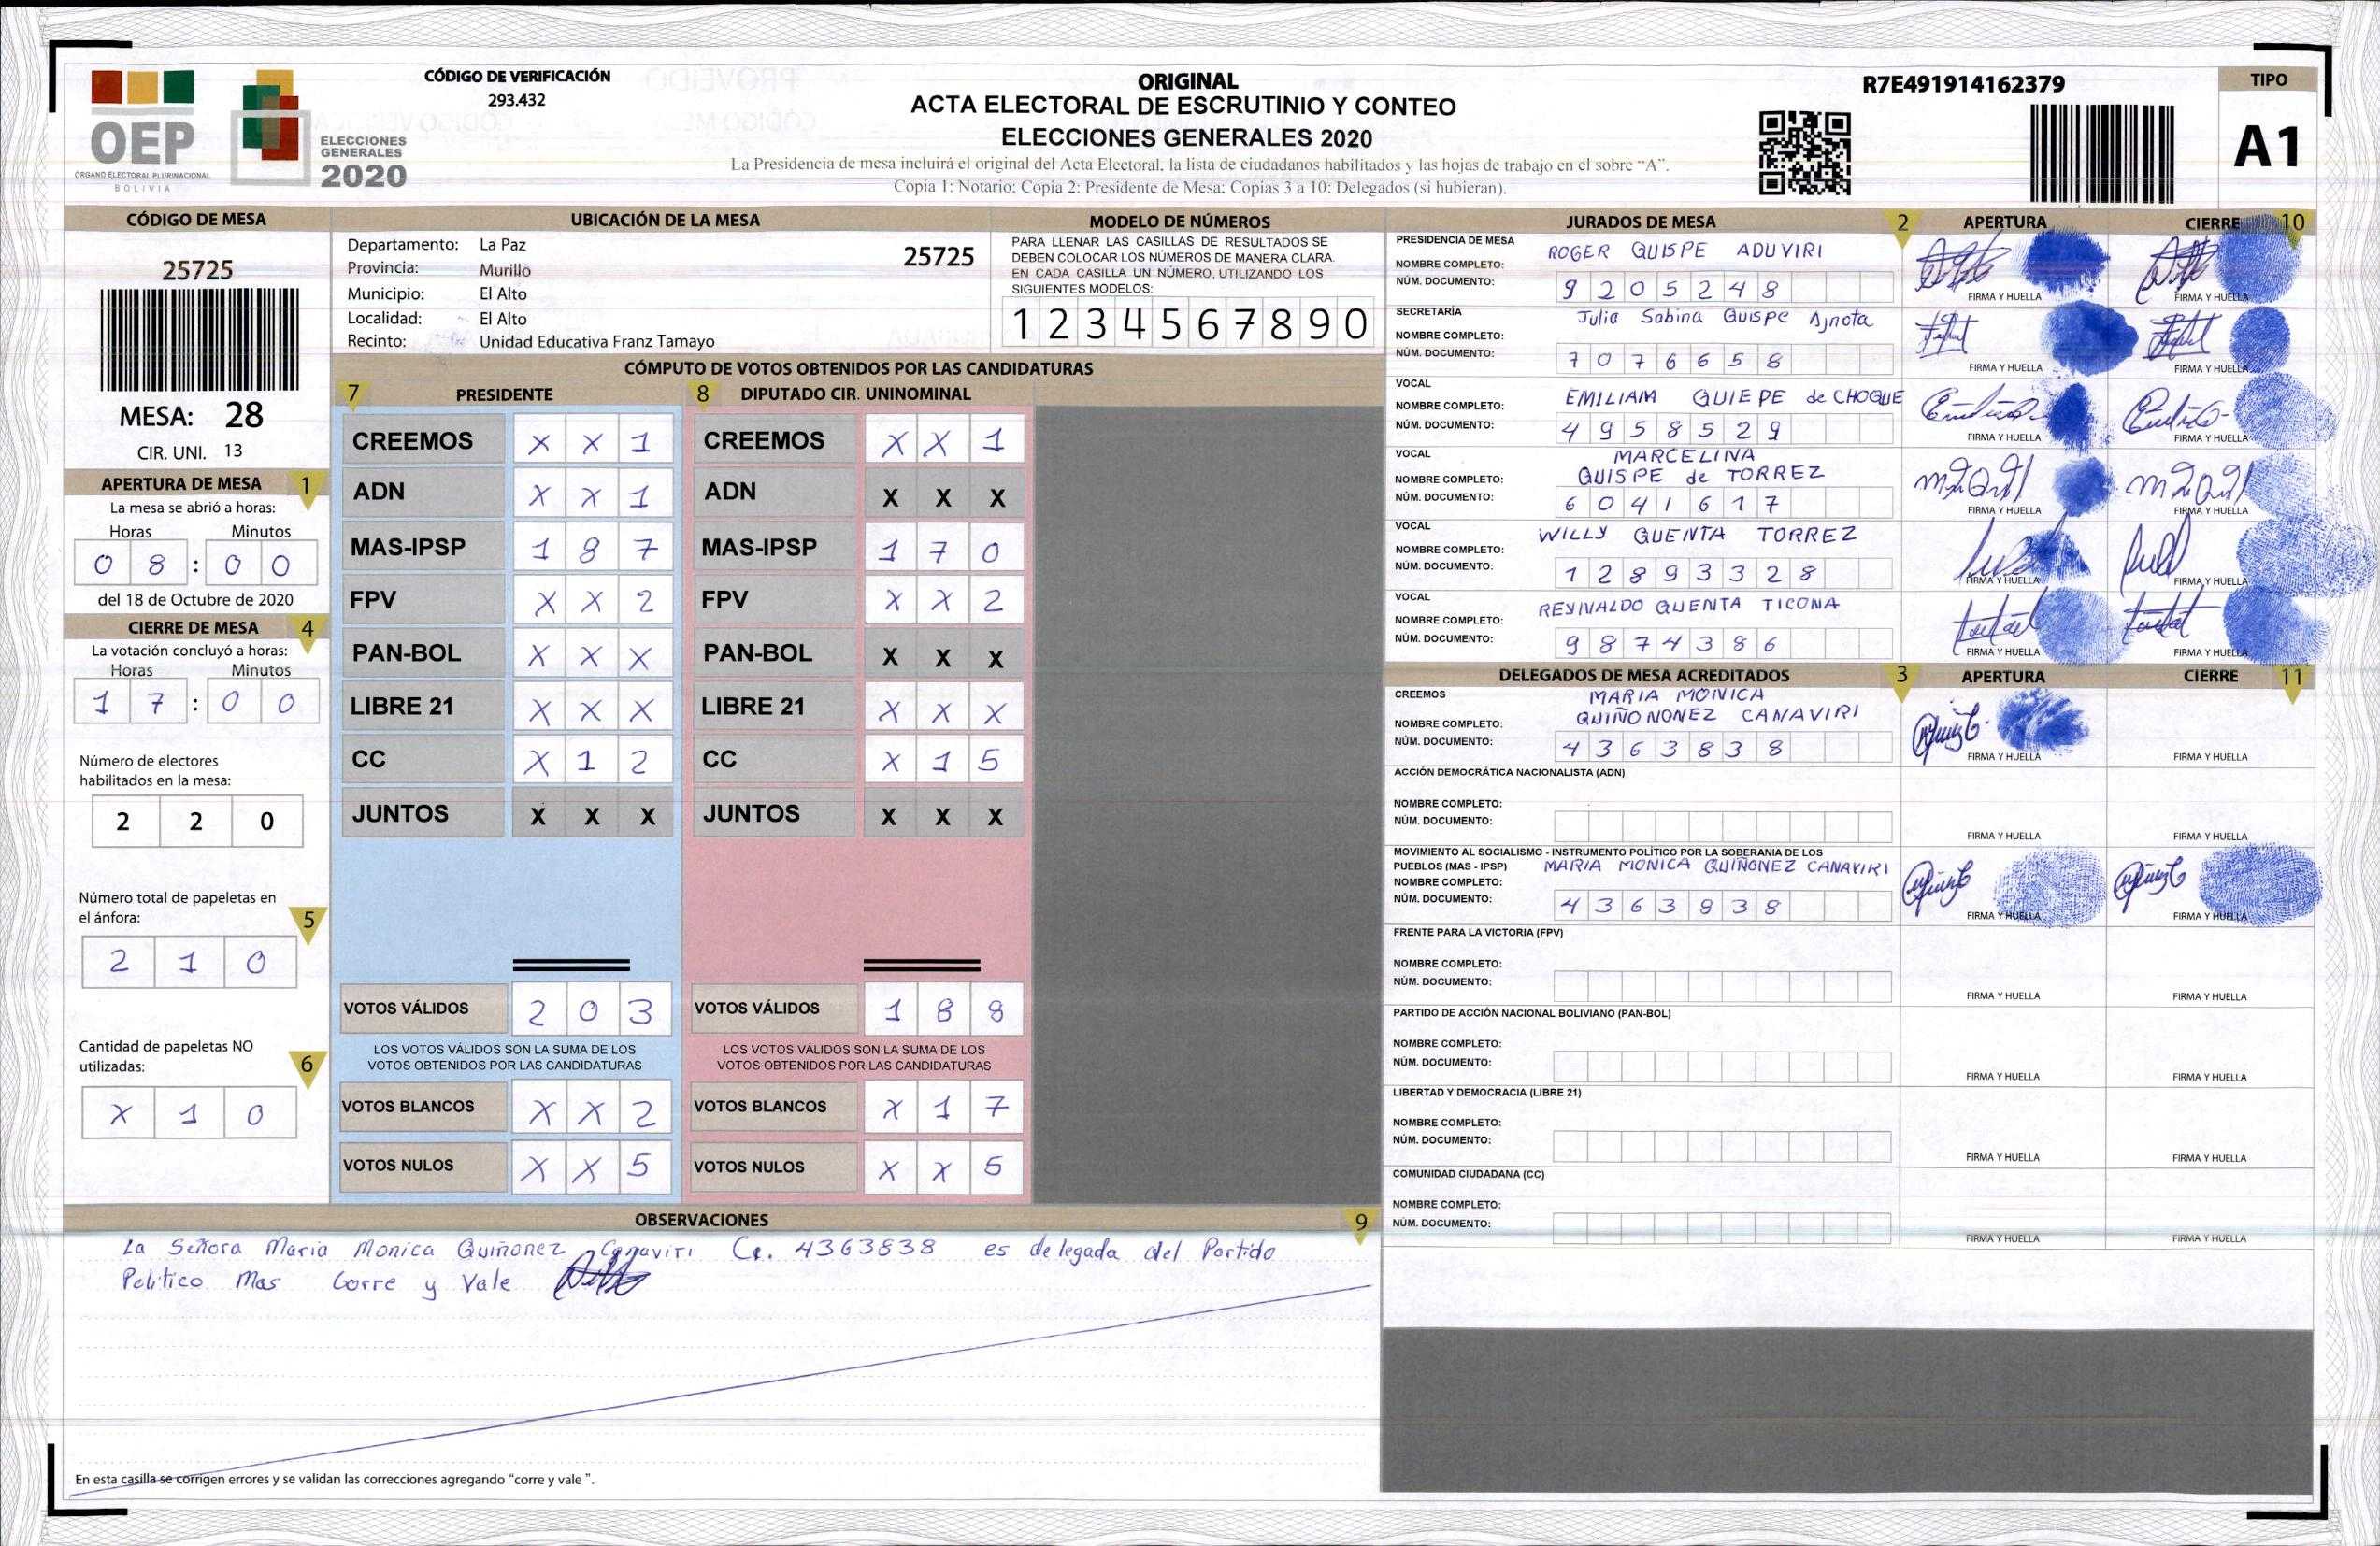 OEP
ÓRGANO ELECTORAL PLURINACIONAL
BOLIVIA
ELECCIONES
GENERALES
2020
CÓDIGO DE VERIFICACIÓN
293.432
ORIGINAL
ACTA ELECTORAL DE ESCRUTINIO Y CONTEO
ELECCIONES GENERALES 2020
La Presidencia de mesa incluirá el original del Acta Electoral, la lista de ciudadanos habilitados y las hojas de trabajo en el sobre "A".
Copia 1: Notario; Copia 2: Presidente de Mesa; Copias 3 a 10: Delegados (si hubieran).
R7E491914162379
TIPO
A1
CÓDIGO DE MESA
25725
MESA: 28
CIR. UNI. 13
APERTURA DE MESA 1
La mesa se abrió a horas:
Horas Minutos
0 8 : 0 0
del 18 de Octubre de 2020
CIERRE DE MESA 4
La votación concluyó a horas:
Horas Minutos
1 7 : 0 0
Número de electores
habilitados en la mesa:
2 2 0
Número total de papeletas en
el ánfora: 5
2 1 0
Cantidad de papeletas NO
utilizadas: 6
X 1 0
UBICACIÓN DE LA MESA
Departamento: La Paz 25725
Provincia: Murillo
Municipio: El Alto
Localidad: El Alto
Recinto: Unidad Educativa Franz Tamayo
MODELO DE NÚMEROS
PARA LLENAR LAS CASILLAS DE RESULTADOS SE
DEBEN COLOCAR LOS NÚMEROS DE MANERA CLARA.
EN CADA CASILLA UN NÚMERO, UTILIZANDO LOS
SIGUIENTES MODELOS:
1 2 3 4 5 6 7 8 9 0
CÓMPUTO DE VOTOS OBTENIDOS POR LAS CANDIDATURAS
7 PRESIDENTE 8 DIPUTADO CIR. UNINOMINAL
CREEMOS X X 1 CREEMOS X X 1
ADN X X 1 ADN X X X
MAS-IPSP 1 8 7 MAS-IPSP 1 7 0
FPV X X 2 FPV X X 2
PAN-BOL X X X PAN-BOL X X X
LIBRE 21 X X X LIBRE 21 X X X
CC X 1 2 CC X 1 5
JUNTOS X X X JUNTOS X X X
VOTOS VÁLIDOS 2 0 3 VOTOS VÁLIDOS 1 8 8
LOS VOTOS VÁLIDOS SON LA SUMA DE LOS LOS VOTOS VÁLIDOS SON LA SUMA DE LOS
VOTOS OBTENIDOS POR LAS CANDIDATURAS VOTOS OBTENIDOS POR LAS CANDIDATURAS
VOTOS BLANCOS X X 2 VOTOS BLANCOS X 1 7
VOTOS NULOS X X 5 VOTOS NULOS X X 5
OBSERVACIONES 9
La Señora Maria Monica Quiñonez Canaviri Ce. 4363838 es delegada del Partido
Politico Mas Corre y Vale
En esta casilla se corrigen errores y se validan las correcciones agregando "corre y vale".
JURADOS DE MESA 2 APERTURA CIERRE 10
PRESIDENCIA DE MESA
NOMBRE COMPLETO: ROGER QUISPE ADUVIRI
NÚM. DOCUMENTO: 9 2 0 5 2 4 8
FIRMA Y HUELLA FIRMA Y HUELLA
SECRETARÍA
NOMBRE COMPLETO: Julia Sabina Quispe Ajnota
NÚM. DOCUMENTO: 7 0 7 6 6 5 8
FIRMA Y HUELLA FIRMA Y HUELLA
VOCAL
NOMBRE COMPLETO: EMILIAM QUIEPE de CHOQUE
NÚM. DOCUMENTO: 4 9 5 8 5 2 9
FIRMA Y HUELLA FIRMA Y HUELLA
VOCAL
MARCELINA
NOMBRE COMPLETO: QUISPE de TORREZ
NÚM. DOCUMENTO: 6 0 4 1 6 1 7
FIRMA Y HUELLA FIRMA Y HUELLA
VOCAL
NOMBRE COMPLETO: WILLY QUENTA TORREZ
NÚM. DOCUMENTO: 1 2 8 9 3 3 2 8
FIRMA Y HUELLA FIRMA Y HUELLA
VOCAL
NOMBRE COMPLETO: REYNALDO QUENTA TICONA
NÚM. DOCUMENTO: 9 8 7 4 3 8 6
FIRMA Y HUELLA FIRMA Y HUELLA
DELEGADOS DE MESA ACREDITADOS 3 APERTURA CIERRE 11
CREEMOS
MARIA MONICA
NOMBRE COMPLETO: QUIÑO NONEZ CANAVIRI
NÚM. DOCUMENTO: 4 3 6 3 8 3 8
FIRMA Y HUELLA FIRMA Y HUELLA
ACCIÓN DEMOCRÁTICA NACIONALISTA (ADN)
NOMBRE COMPLETO:
NÚM. DOCUMENTO:
FIRMA Y HUELLA FIRMA Y HUELLA
MOVIMIENTO AL SOCIALISMO - INSTRUMENTO POLÍTICO POR LA SOBERANIA DE LOS
PUEBLOS (MAS - IPSP) MARIA MONICA QUIÑONEZ CANAVIRI
NOMBRE COMPLETO:
NÚM. DOCUMENTO: 4 3 6 3 8 3 8
FIRMA Y HUELLA FIRMA Y HUELLA
FRENTE PARA LA VICTORIA (FPV)
NOMBRE COMPLETO:
NÚM. DOCUMENTO:
FIRMA Y HUELLA FIRMA Y HUELLA
PARTIDO DE ACCIÓN NACIONAL BOLIVIANO (PAN-BOL)
NOMBRE COMPLETO:
NÚM. DOCUMENTO:
FIRMA Y HUELLA FIRMA Y HUELLA
LIBERTAD Y DEMOCRACIA (LIBRE 21)
NOMBRE COMPLETO:
NÚM. DOCUMENTO:
FIRMA Y HUELLA FIRMA Y HUELLA
COMUNIDAD CIUDADANA (CC)
NOMBRE COMPLETO:
NÚM. DOCUMENTO:
FIRMA Y HUELLA FIRMA Y HUELLA